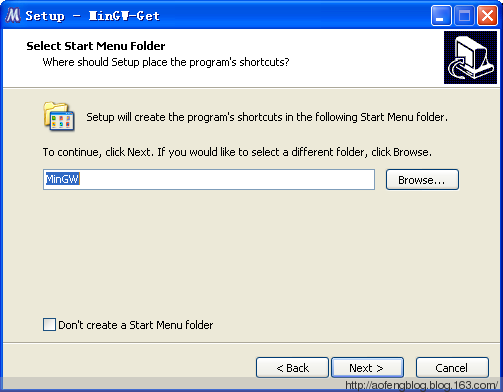 Setup - MinGW-Get
Select Start Menu Folder
Where should Setup place the program's shortcuts?
Setup will create the program's shortcuts in the following Start Menu folder.
To continue, click Next. If you would like to select a different folder, click Browse.
MinGW
Browse...
Don't create a Start Menu folder
< Back
Next >
Cancel
http://aofengblog.blog.163.com/